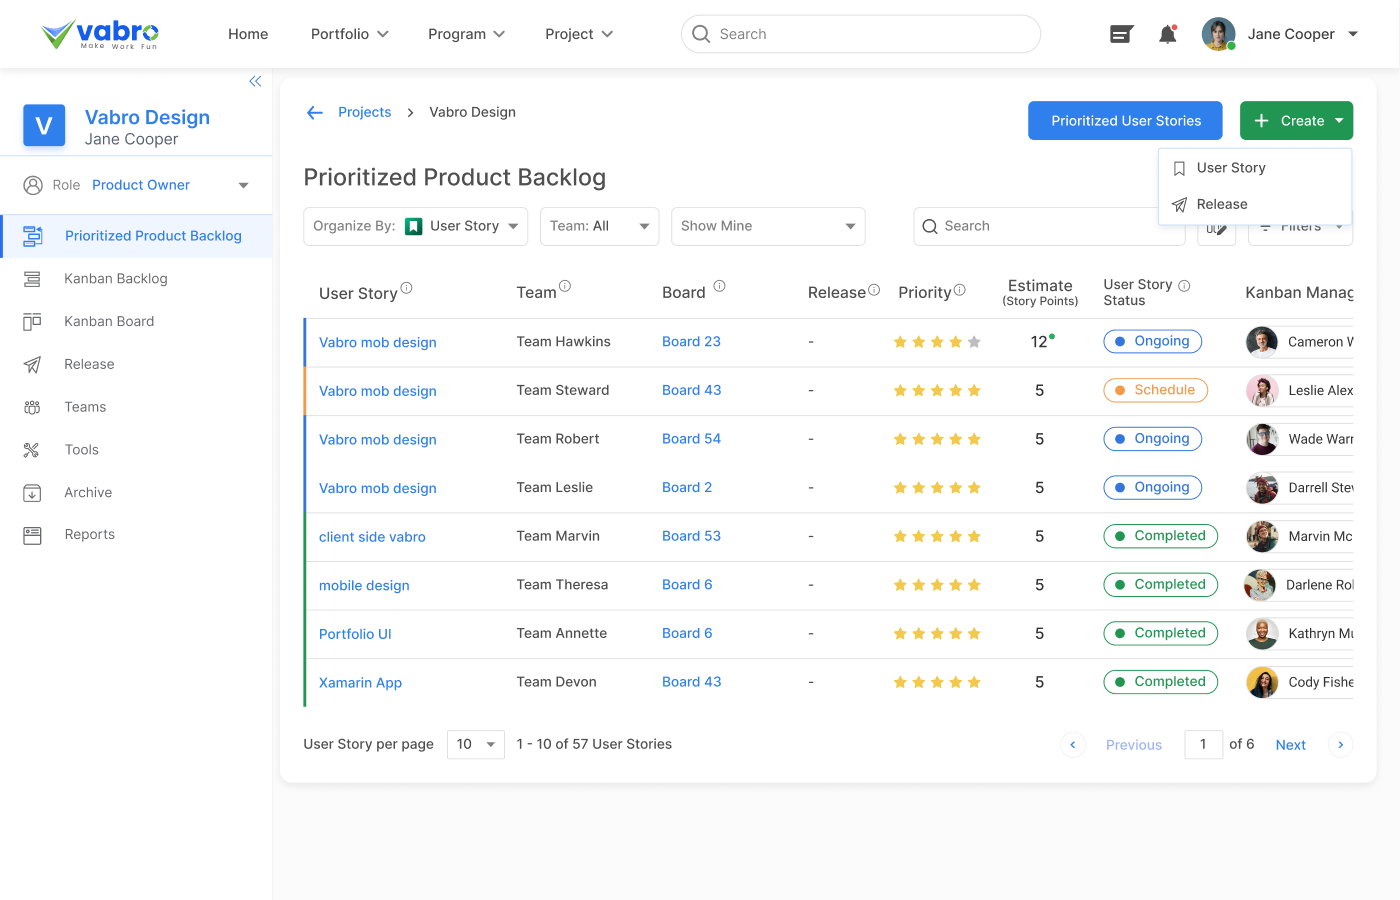 vabro
Make Work Fun
Home
Portfolio
Program
Project
Search
Jane Cooper
V
Vabro Design
Jane Cooper
Role Product Owner
Prioritized Product Backlog
Kanban Backlog
Kanban Board
Release
Teams
Tools
Archive
Reports
Projects > Vabro Design
Prioritized User Stories
+ Create
User Story
Release
Prioritized Product Backlog
Organize By: User Story
Team: All
Show Mine
Search
Filters
User Story Team Board Release Priority Estimate (Story Points) User Story Status Kanban Manag
Vabro mob design Team Hawkins Board 23 - 12 Ongoing Cameron W
Vabro mob design Team Steward Board 43 - 5 Schedule Leslie Alex
Vabro mob design Team Robert Board 54 - 5 Ongoing Wade Warr
Vabro mob design Team Leslie Board 2 - 5 Ongoing Darrell Stev
client side vabro Team Marvin Board 53 - 5 Completed Marvin Mc
mobile design Team Theresa Board 6 - 5 Completed Darlene Rol
Portfolio UI Team Annette Board 6 - 5 Completed Kathryn Mu
Xamarin App Team Devon Board 43 - 5 Completed Cody Fishe
User Story per page 10 1 - 10 of 57 User Stories
Previous 1 of 6 Next